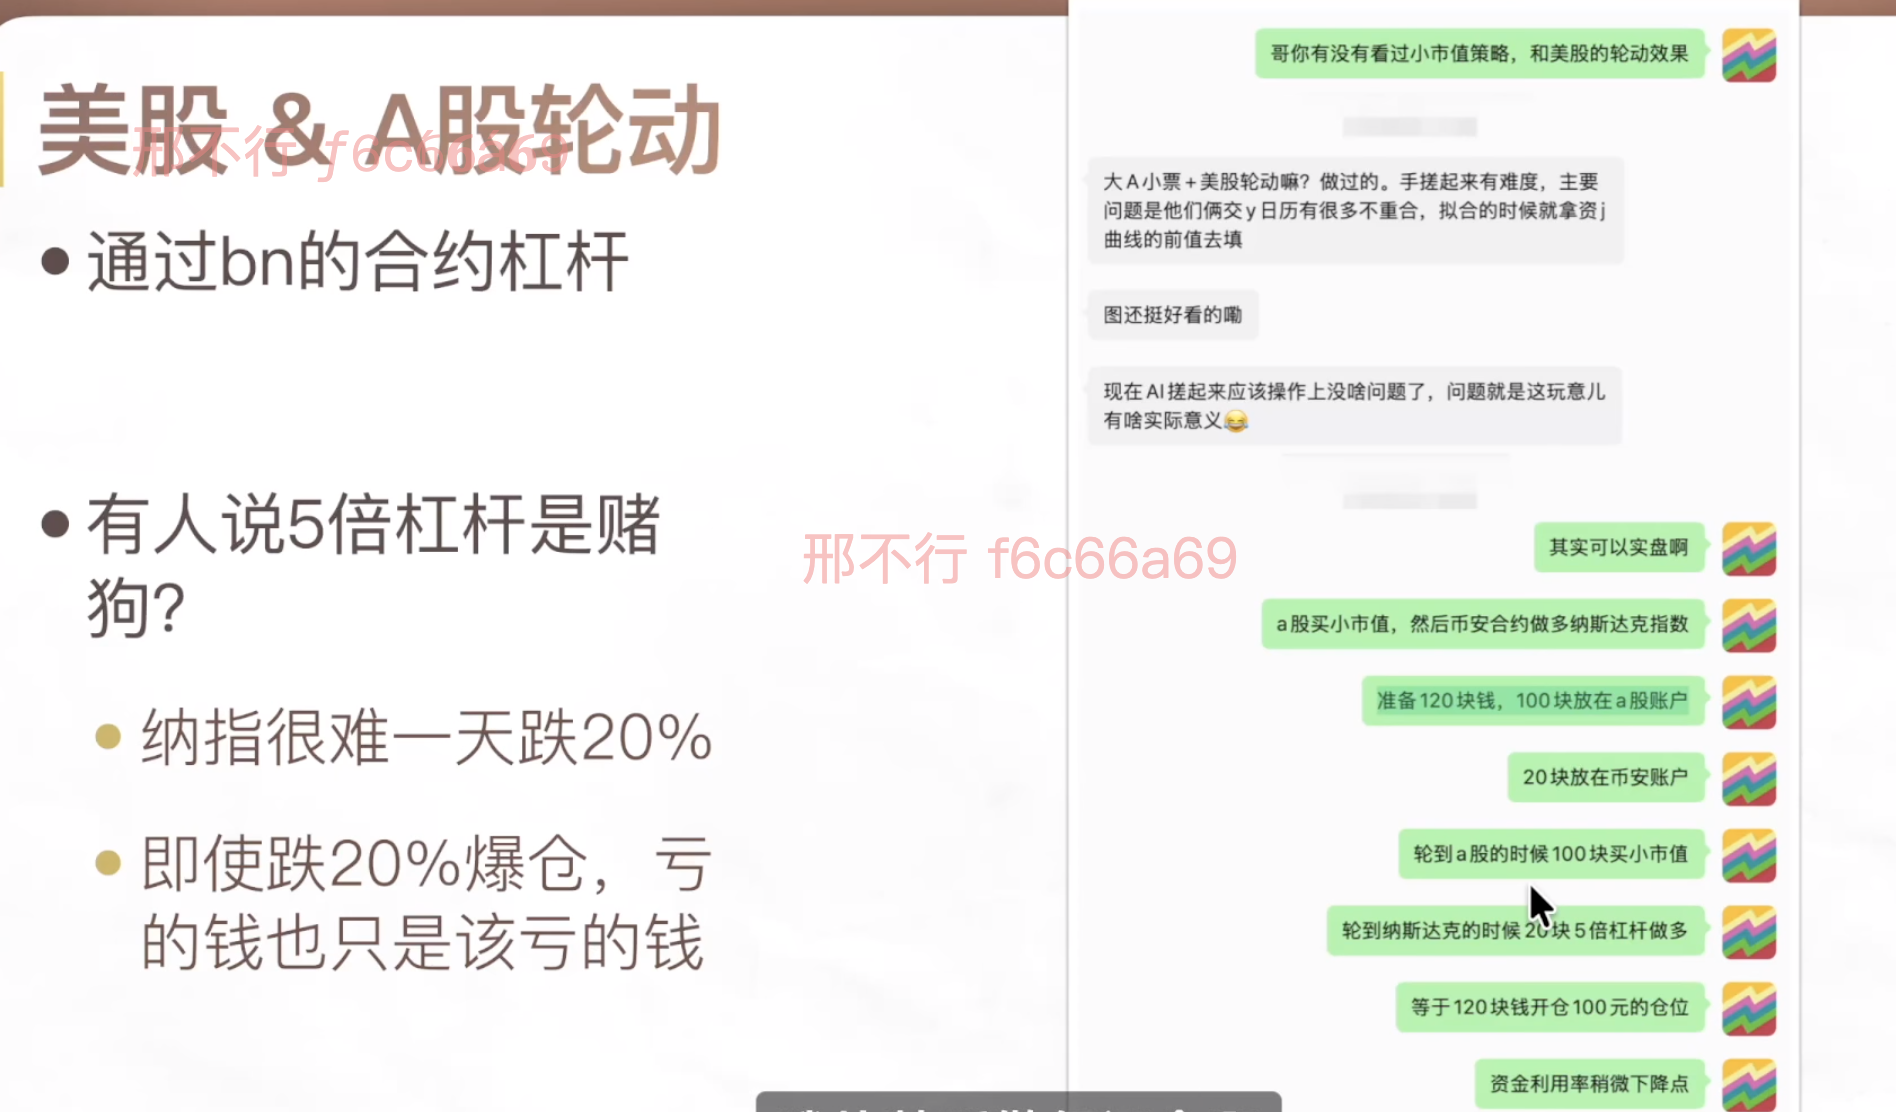 美股 & A股轮动
邢不行 f6c66a69
通过bn的合约杠杆
有人说5倍杠杆是赌
狗?
纳指很难一天跌20%
即使跌20%爆仓，亏
的钱也只是该亏的钱
邢不行 f6c66a69
哥你有没有看过小市值策略，和美股的轮动效果
大A小票+美股轮动嘛？做过的。手搓起来有难度，主要
问题是他们俩交y日历有很多不重合，拟合的时候就拿资j
曲线的前值去填
图还挺好看的嘞
现在AI搓起来应该操作上没啥问题了，问题就是这玩意儿
有啥实际意义😂
其实可以实盘啊
a股买小市值，然后币安合约做多纳斯达克指数
准备120块钱，100块放在a股账户
20块放在币安账户
轮到a股的时候100块买小市值
轮到纳斯达克的时候20块5倍杠杆做多
等于120块钱开仓100元的仓位
资金利用率稍微下降点